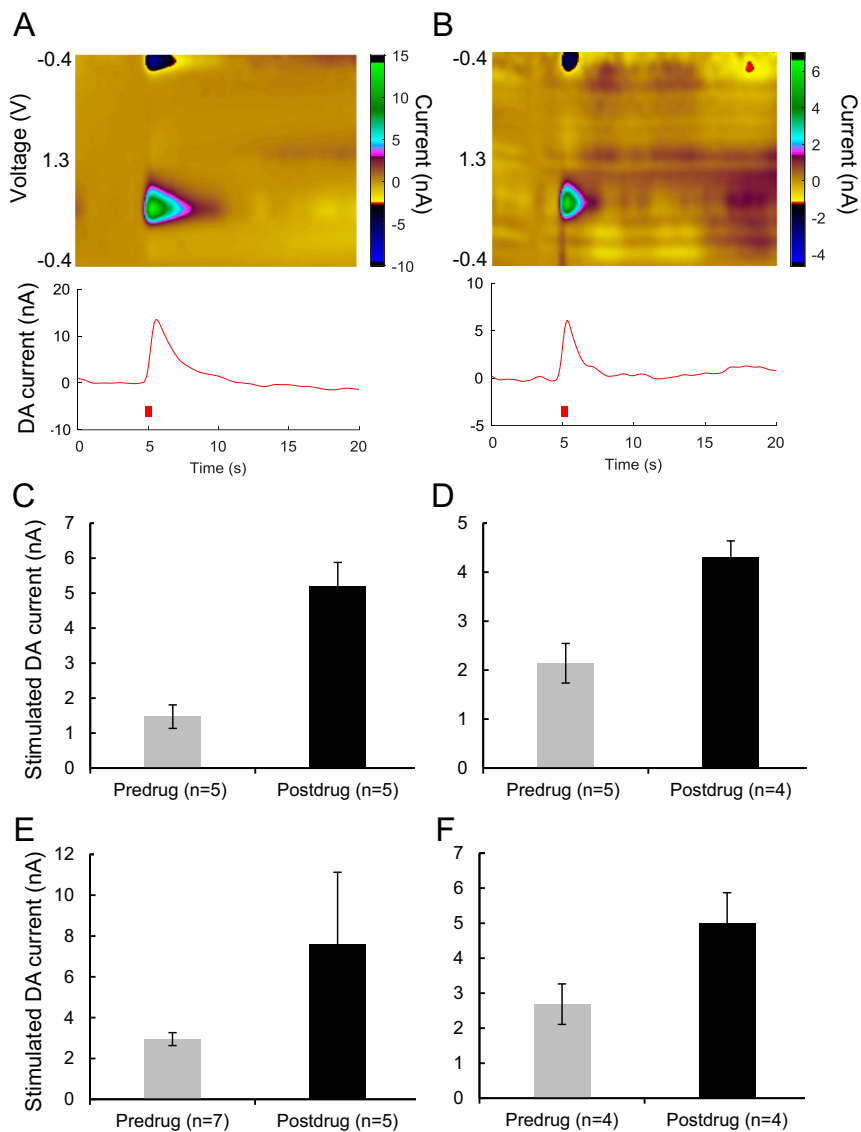 A
-0.4
1.3
-0.4
Voltage (V)
15
10
5
0
-5
-10
Current (nA)
B
-0.4
1.3
-0.4
6
4
2
0
-2
-4
Current (nA)
20
10
0
-10
DA current (nA)
0
5
10
15
20
Time (s)
10
5
0
-5
0
5
10
15
20
Time (s)
C
Stimulated DA current (nA)
7
6
5
4
3
2
1
0
Predrug (n=5)
Postdrug (n=5)
D
5
4
3
2
1
0
Predrug (n=5)
Postdrug (n=4)
E
Stimulated DA current (nA)
12
10
8
6
4
2
0
Predrug (n=7)
Postdrug (n=5)
F
7
6
5
4
3
2
1
0
Predrug (n=4)
Postdrug (n=4)